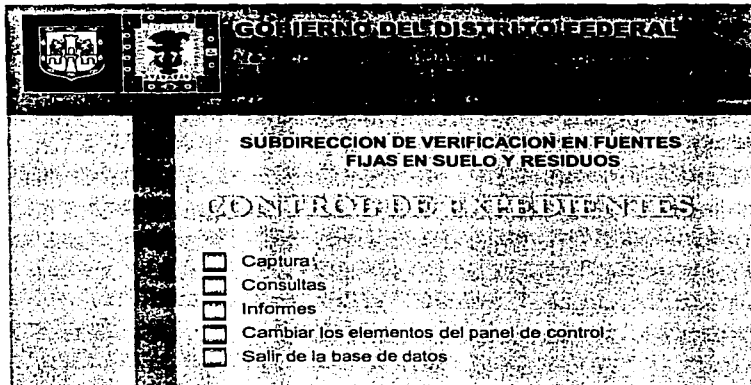 GOBIERNO DEL DISTRITO FEDERAL
SUBDIRECCION DE VERIFICACION EN FUENTES
FIJAS EN SUELO Y RESIDUOS
CONTROL DE EXPEDIENTES
Captura
Consultas
Informes
Cambiar los elementos del panel de control
Salir de la base de datos